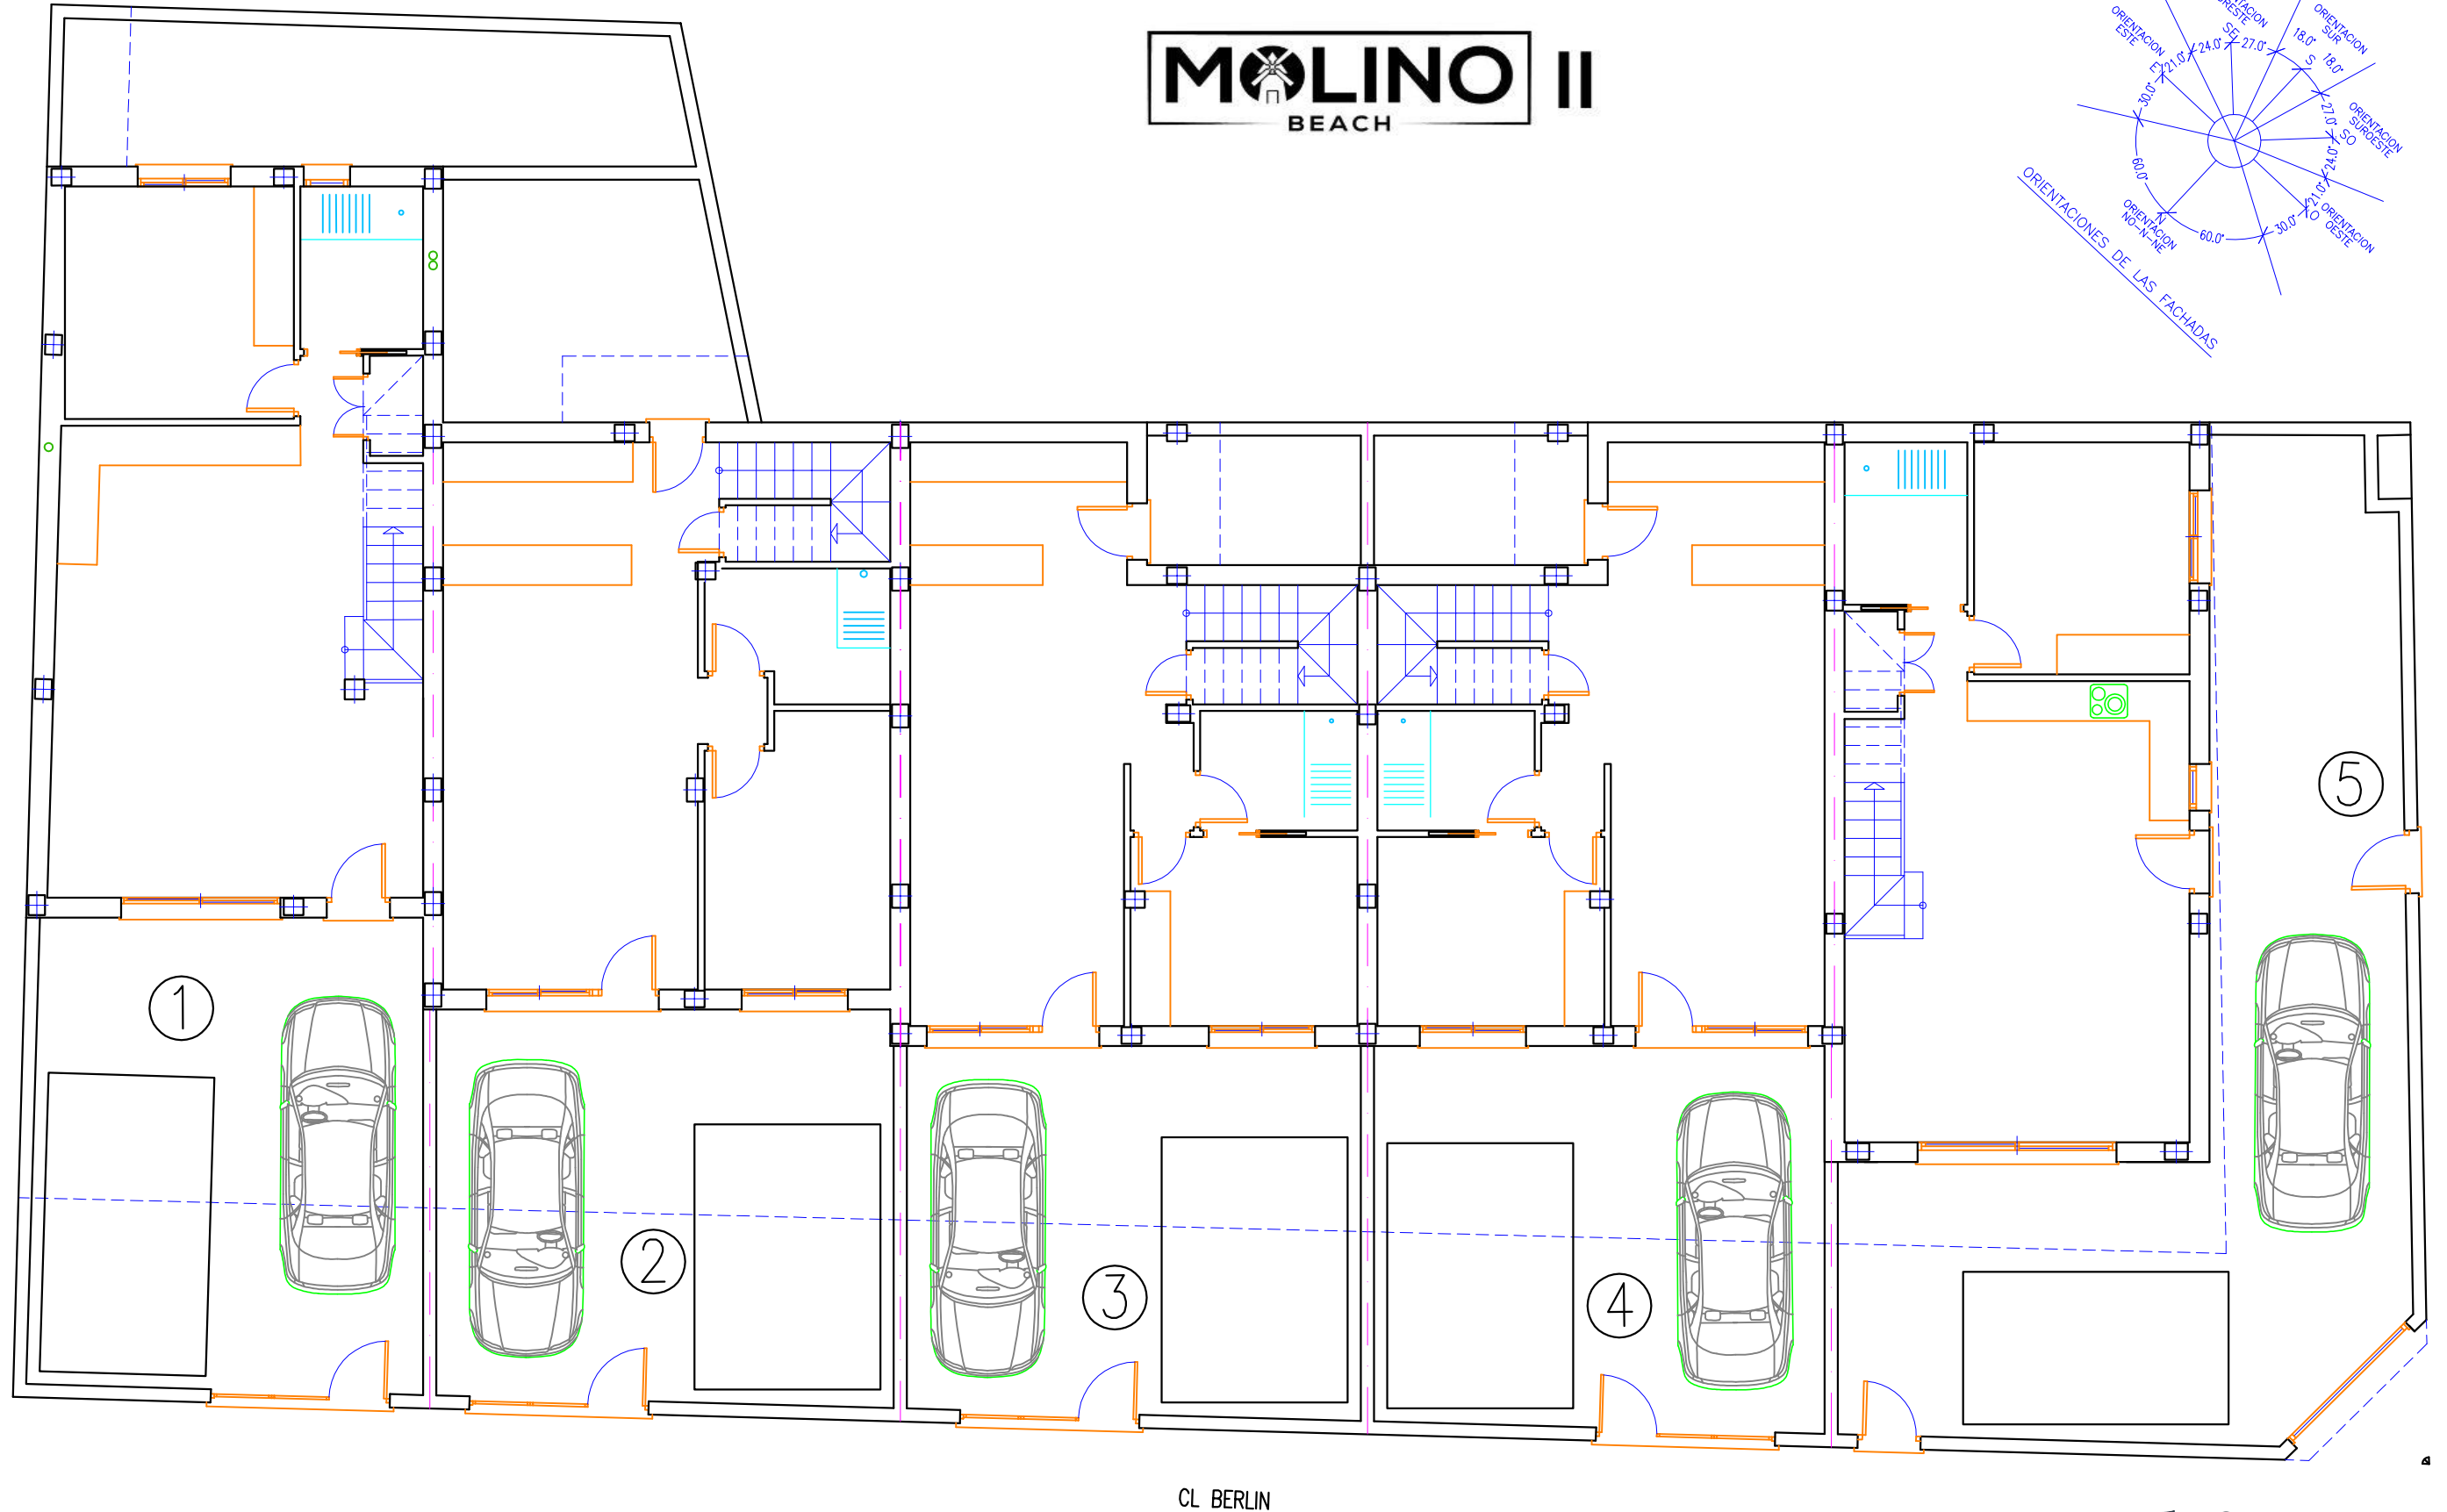 MOLINO II
BEACH
ORIENTACION
ESTE
ORIENTACION
SUR
ORIENTACION
SUROESTE
ORIENTACION
OESTE
ORIENTACION
NO-N-NE
E
SE
S
SO
O
N
30.0°
21.0°
24.0°
27.0°
18.0°
18.0°
27.0°
24.0°
21.0°
30.0°
60.0°
60.0°
ORIENTACIONES DE LAS FACHADAS
1
2
3
4
5
CL BERLIN